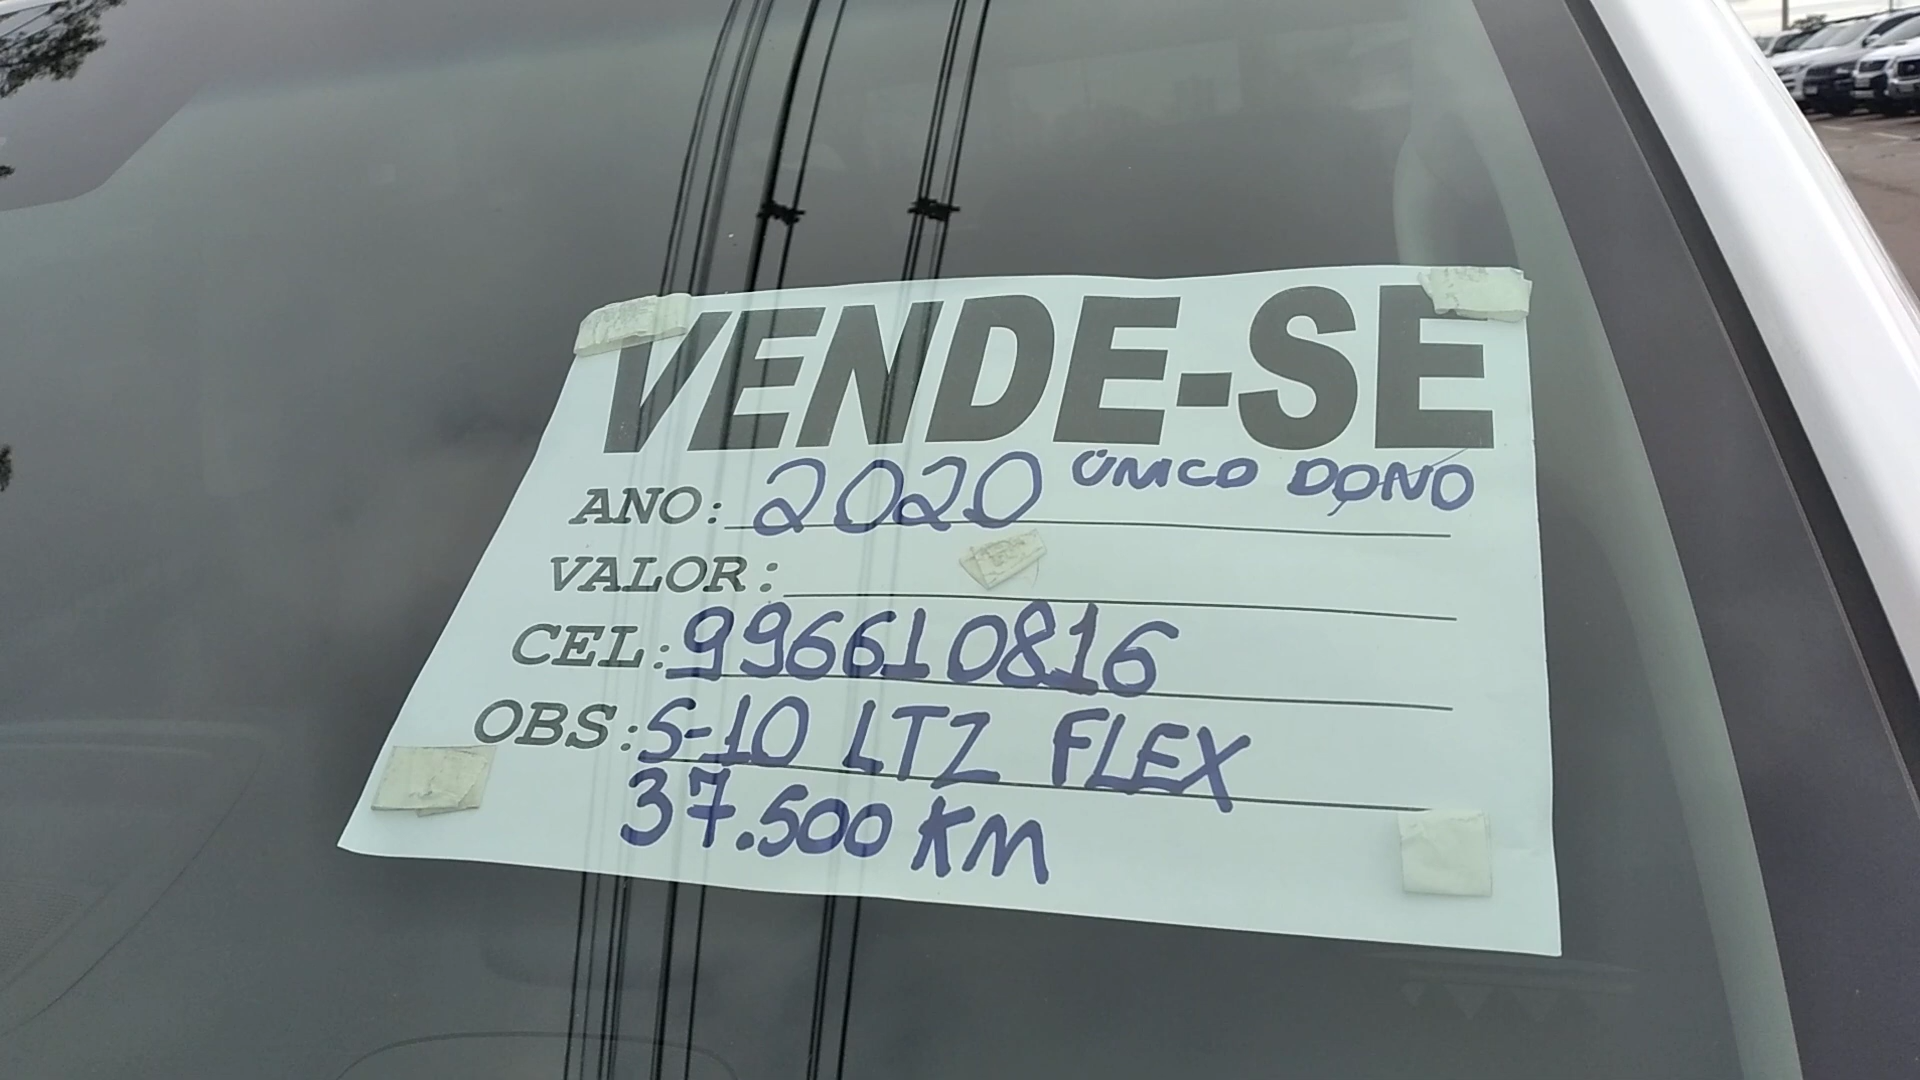 VENDE-SE
ANO: 2020 ÚNICO DONO
VALOR:
CEL: 996610816
OBS: S-10 LTZ FLEX
37.500 KM